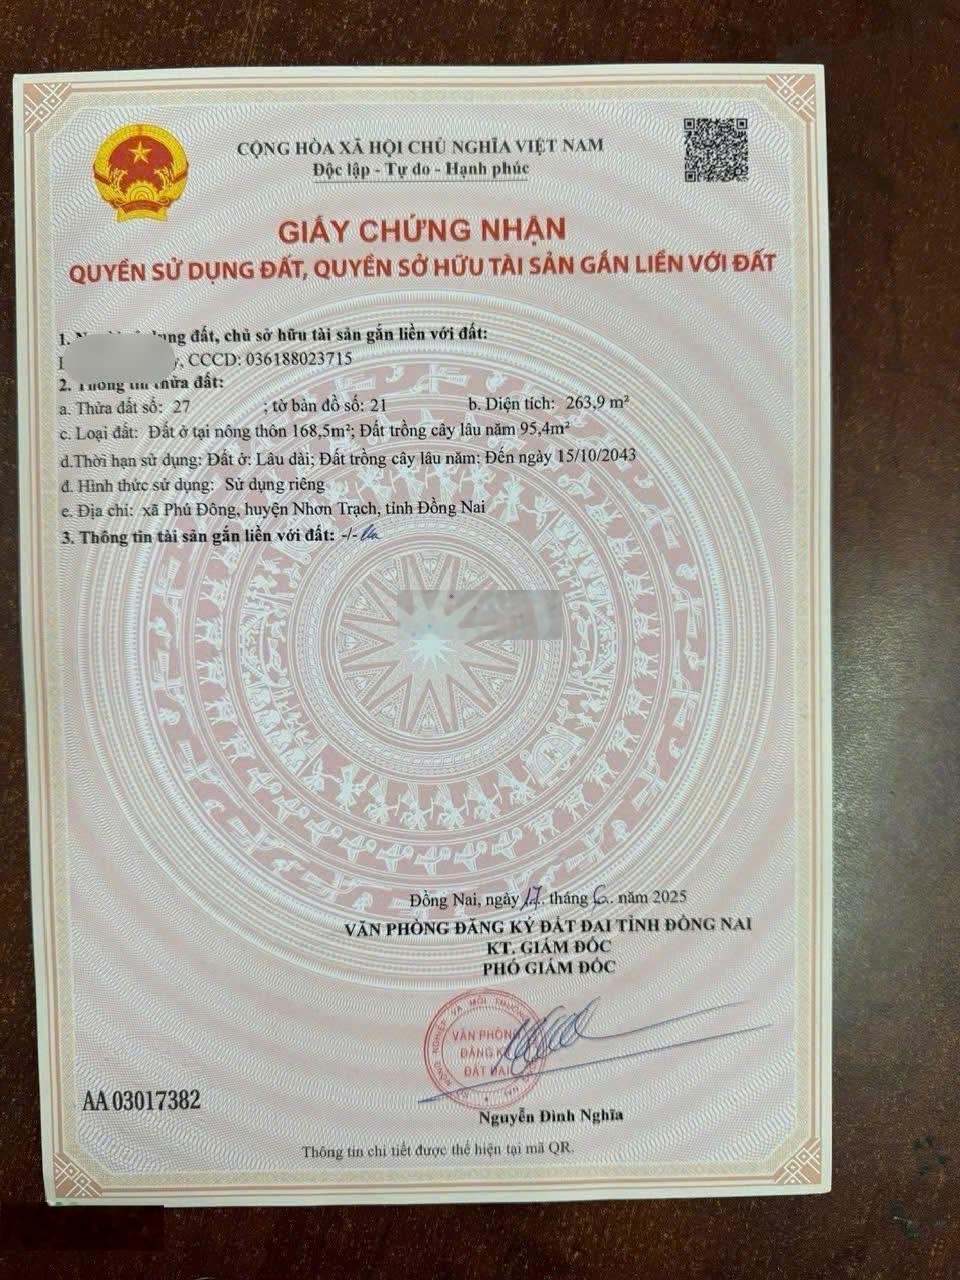 CỘNG HÒA XÃ HỘI CHỦ NGHĨA VIỆT NAM
Độc lập - Tự do - Hạnh phúc
GIẤY CHỨNG NHẬN
QUYỀN SỬ DỤNG ĐẤT, QUYỀN SỞ HỮU TÀI SẢN GẮN LIỀN VỚI ĐẤT
1. dụng đất, chủ sở hữu tài sản gắn liền với đất:
, CCCD: 036188023715
2. Thông tin thửa đất:
a. Thửa đất số: 27 ; tờ bản đồ số: 21 b. Diện tích: 263,9 m²
c. Loại đất: Đất ở tại nông thôn 168,5m²; Đất trồng cây lâu năm 95,4m²
d.Thời hạn sử dụng: Đất ở: Lâu dài; Đất trồng cây lâu năm: Đến ngày 15/10/2043
đ. Hình thức sử dụng: Sử dụng riêng
e. Địa chỉ: xã Phú Đông, huyện Nhơn Trạch, tỉnh Đồng Nai
3. Thông tin tài sản gắn liền với đất: -/-
Đồng Nai, ngày 17. tháng 6. năm 2025
VĂN PHÒNG ĐĂNG KÝ ĐẤT ĐAI TỈNH ĐỒNG NAI
KT. GIÁM ĐỐC
PHÓ GIÁM ĐỐC
VĂN PHÒNG
ĐĂNG KÝ
ĐẤT ĐAI
AA 03017382
Nguyễn Đình Nghĩa
Thông tin chi tiết được thể hiện tại mã QR.